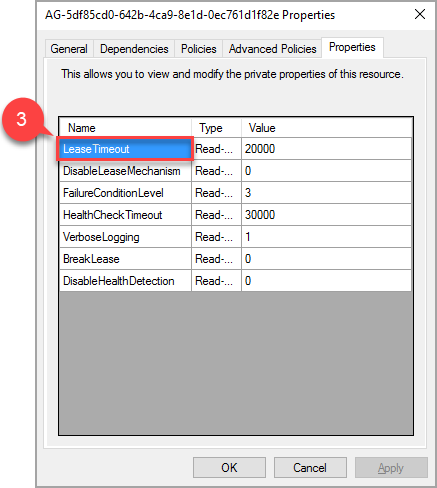 AG-5df85cd0-642b-4ca9-8e1d-0ec761d1f82e Properties
General Dependencies Policies Advanced Policies Properties
This allows you to view and modify the private properties of this resource.
3
Name Type Value
LeaseTimeout Read-... 20000
DisableLeaseMechanism Read-... 0
FailureConditionLevel Read-... 3
HealthCheckTimeout Read-... 30000
VerboseLogging Read-... 1
BreakLease Read-... 0
DisableHealthDetection Read-... 0
OK Cancel Apply